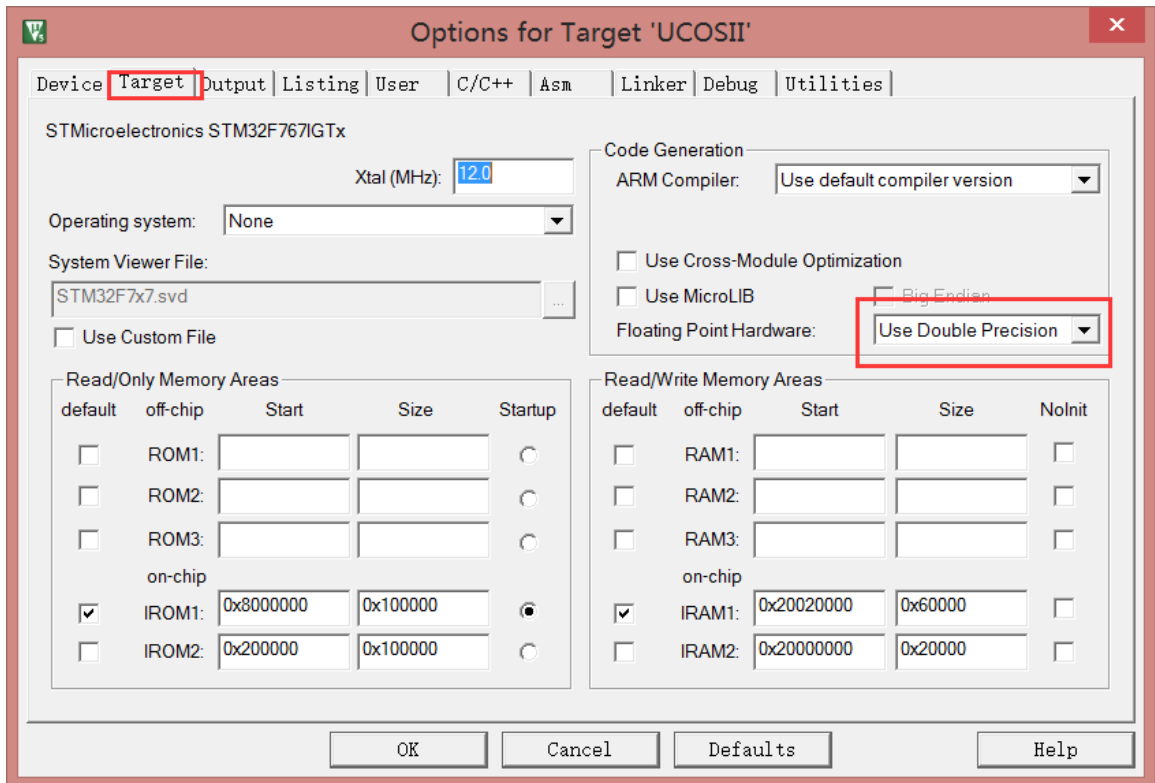 Options for Target 'UCOSII'
Device Target Output Listing User C/C++ Asm Linker Debug Utilities
STMicroelectronics STM32F767IGTx
Xtal (MHz): 12.0
Operating system: None
System Viewer File:
STM32F7x7.svd ...
Use Custom File
Code Generation
ARM Compiler: Use default compiler version
Use Cross-Module Optimization
Use MicroLIB Big Endian
Floating Point Hardware: Use Double Precision
Read/Only Memory Areas
default off-chip Start Size Startup
ROM1:
ROM2:
ROM3:
on-chip
IROM1: 0x8000000 0x100000
IROM2: 0x200000 0x100000
Read/Write Memory Areas
default off-chip Start Size NoInit
RAM1:
RAM2:
RAM3:
on-chip
IRAM1: 0x20020000 0x60000
IRAM2: 0x20000000 0x20000
OK Cancel Defaults Help